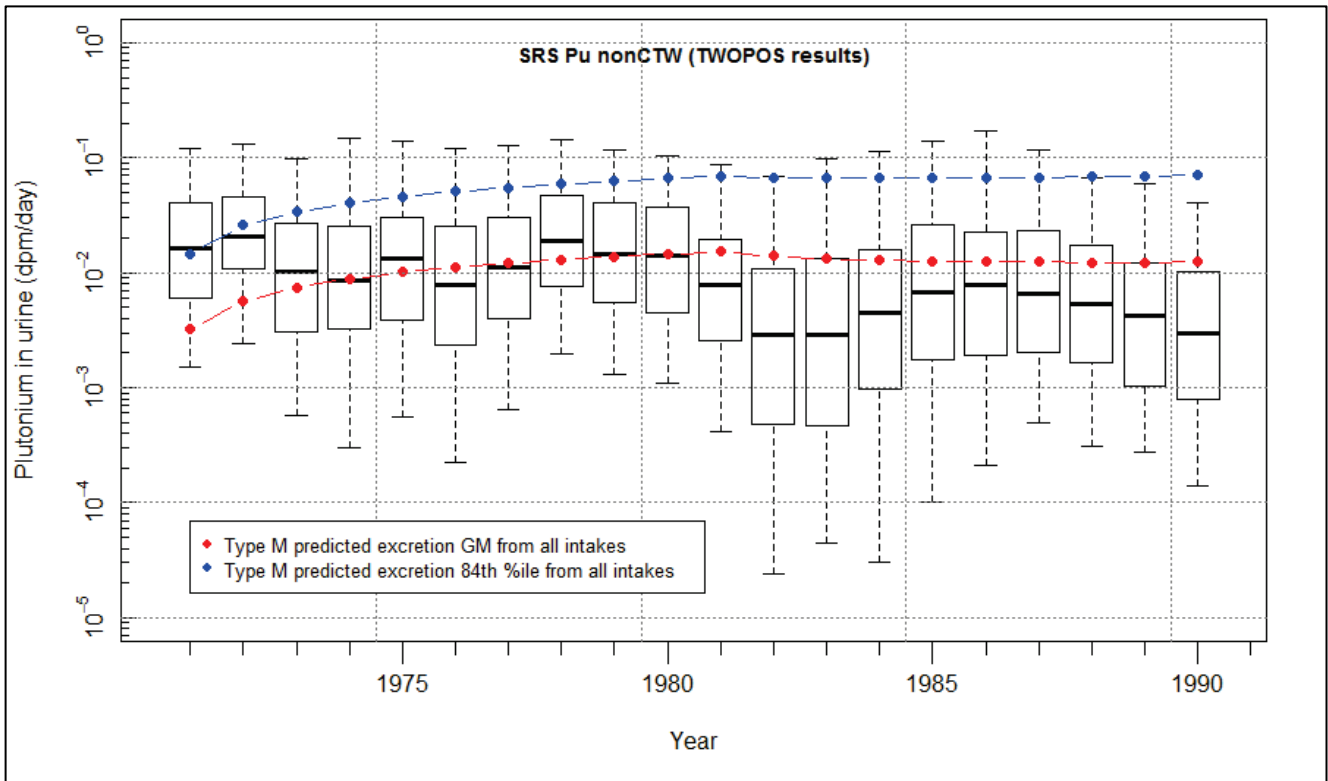 SRS Pu nonCTW (TWOPOS results)
Plutonium in urine (dpm/day)
10⁰
10⁻¹
10⁻²
10⁻³
10⁻⁴
10⁻⁵
Type M predicted excretion GM from all intakes
Type M predicted excretion 84th %ile from all intakes
1975 1980 1985 1990
Year